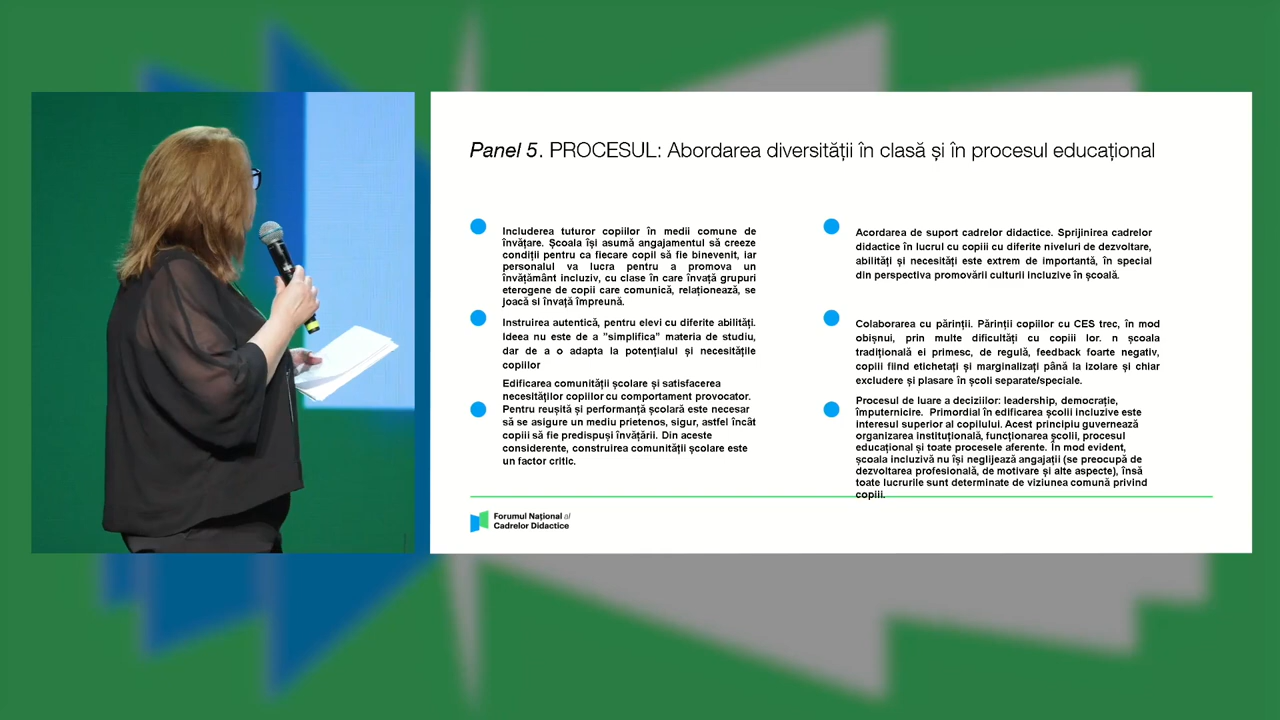 Panel 5. PROCESUL: Abordarea diversității în clasă și în procesul educațional
Includerea tuturor copiilor în medii comune de
învățare. Școala își asumă angajamentul să creeze
condiții pentru ca fiecare copil să fie binevenit, iar
personalul va lucra pentru a promova un
învățământ incluziv, cu clase în care învață grupuri
eterogene de copii care comunică, relaționează, se
joacă si învață împreună.
Instruirea autentică, pentru elevi cu diferite abilități.
Ideea nu este de a "simplifica" materia de studiu,
dar de a o adapta la potențialul și necesitățile
copiilor
Edificarea comunității școlare și satisfacerea
necesităților copiilor cu comportament provocator.
Pentru reușită și performanță școlară este necesar
să se asigure un mediu prietenos, sigur, astfel încât
copiii să fie predispuși învățării. Din aceste
considerente, construirea comunității școlare este
un factor critic.
Acordarea de suport cadrelor didactice. Sprijinirea cadrelor
didactice în lucrul cu copiii cu diferite niveluri de dezvoltare,
abilități și necesități este extrem de importantă, în special
din perspectiva promovării culturii incluzive în școală.
Colaborarea cu părinții. Părinții copiilor cu CES trec, în mod
obișnui, prin multe dificultăți cu copiii lor. n școala
tradițională ei primesc, de regulă, feedback foarte negativ,
copiii fiind etichetați și marginalizați până la izolare și chiar
excludere și plasare în școli separate/speciale.
Procesul de luare a deciziilor: leadership, democrație,
împuternicire. Primordial în edificarea școlii incluzive este
interesul superior al copilului. Acest principiu guvernează
organizarea instituțională, funcționarea școlii, procesul
educațional și toate procesele aferente. În mod evident,
școala incluzivă nu își neglijează angajații (se preocupă de
dezvoltarea profesională, de motivare și alte aspecte), însă
toate lucrurile sunt determinate de viziunea comună privind
copiii.
Forumul Național al
Cadrelor Didactice